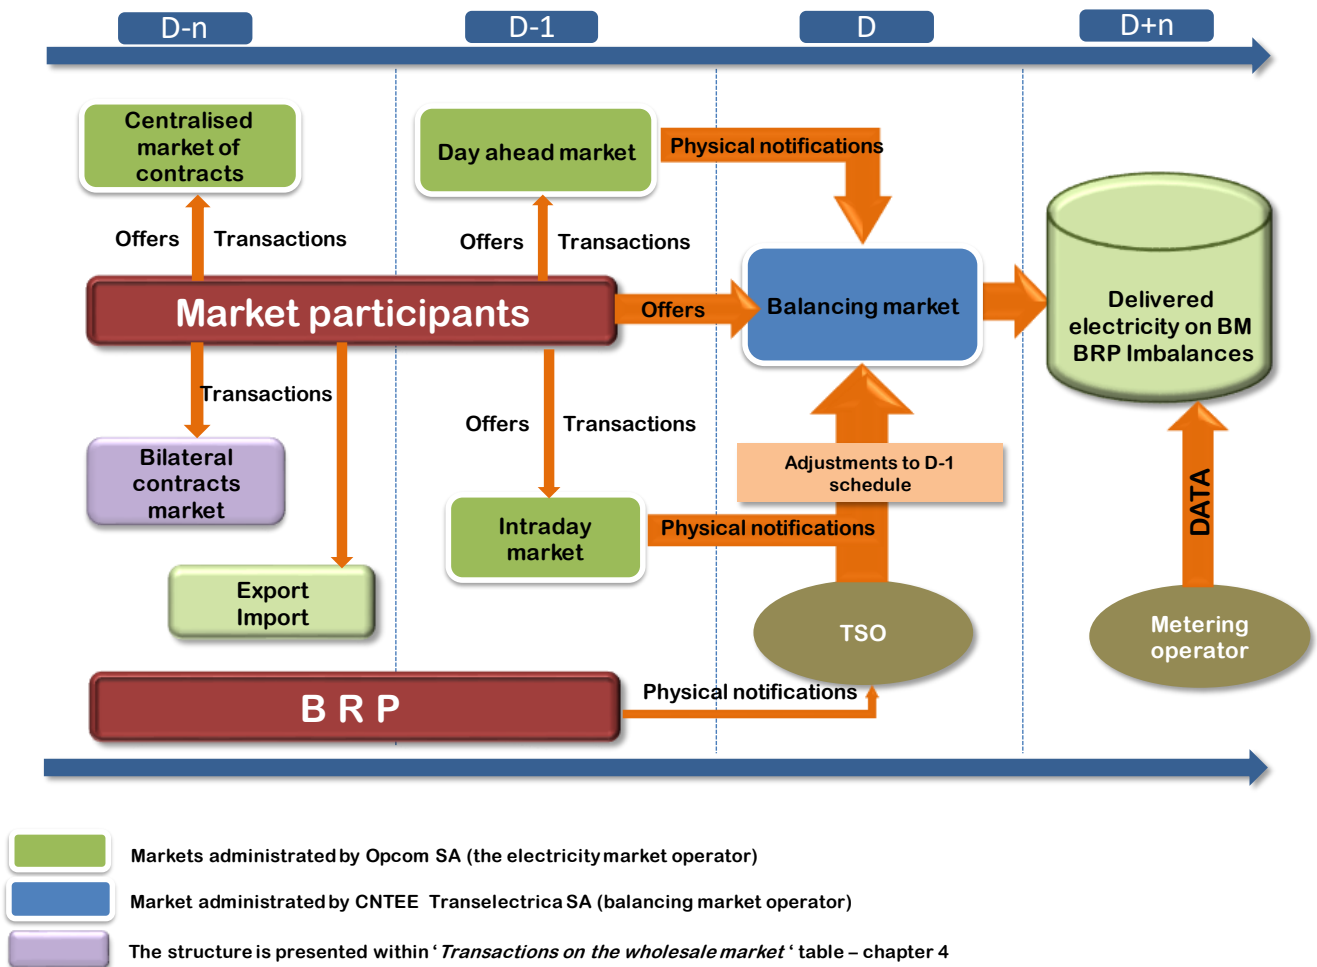 D-n
D-1
D
D+n
Centralised
market of
contracts
Day ahead market
Physical notifications
Offers
Transactions
Offers
Transactions
Market participants
Offers
Balancing market
Delivered
electricity on BM
BRP Imbalances
Transactions
Offers
Transactions
Bilateral
contracts
market
Adjustments to D-1
schedule
DATA
Intraday
market
Physical notifications
Export
Import
TSO
Metering
operator
B R P
Physical notifications
Markets administrated by Opcom SA (the electricity market operator)
Market administrated by CNTEE Transelectrica SA (balancing market operator)
The structure is presented within ‘Transactions on the wholesale market ‘ table – chapter 4